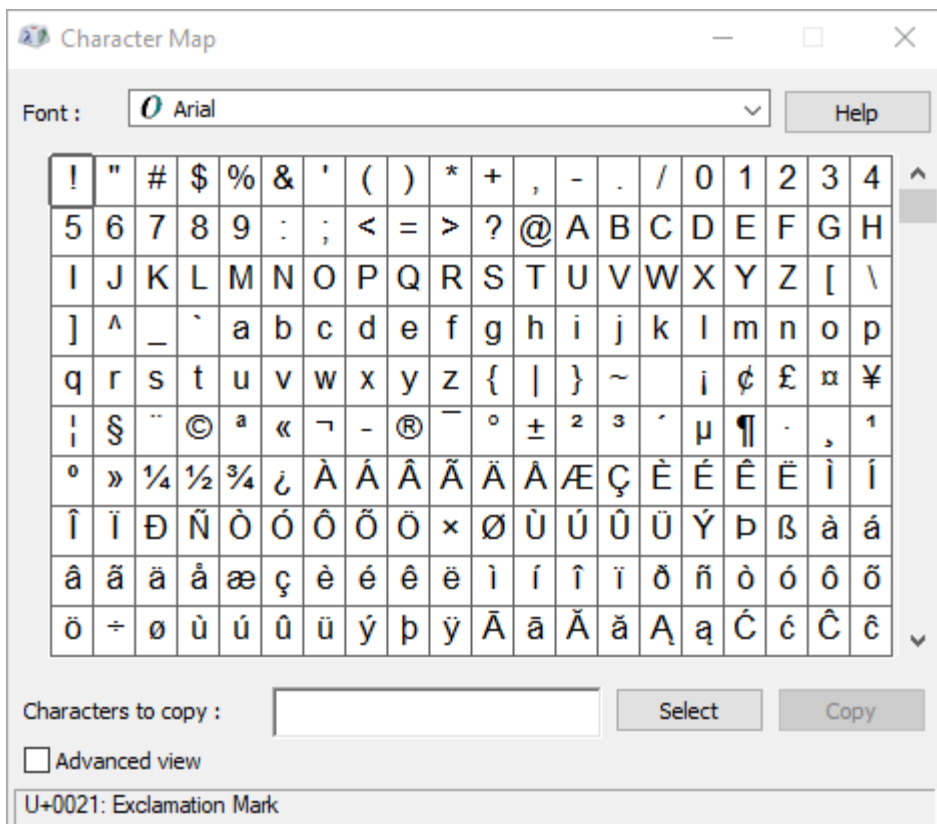 Character Map
Font :
O Arial
Help
! " # $ % & ' ( ) * + , - . / 0 1 2 3 4
5 6 7 8 9 : ; < = > ? @ A B C D E F G H
I J K L M N O P Q R S T U V W X Y Z [ \
] ^ _ ` a b c d e f g h i j k l m n o p
q r s t u v w x y z { | } ~   ¡ ¢ £ ¤ ¥
¦ § ¨ © ª « ¬ - ® ¯ ° ± ² ³ ´ µ ¶ · ¸ ¹
º » ¼ ½ ¾ ¿ À Á Â Ã Ä Å Æ Ç È É Ê Ë Ì Í
Î Ï Ð Ñ Ò Ó Ô Õ Ö × Ø Ù Ú Û Ü Ý Þ ß à á
â ã ä å æ ç è é ê ë ì í î ï ð ñ ò ó ô õ
ö ÷ ø ù ú û ü ý þ ÿ Ā ā Ă ă Ą ą Ć ć Ĉ ĉ
Characters to copy :
Select
Copy
Advanced view
U+0021: Exclamation Mark